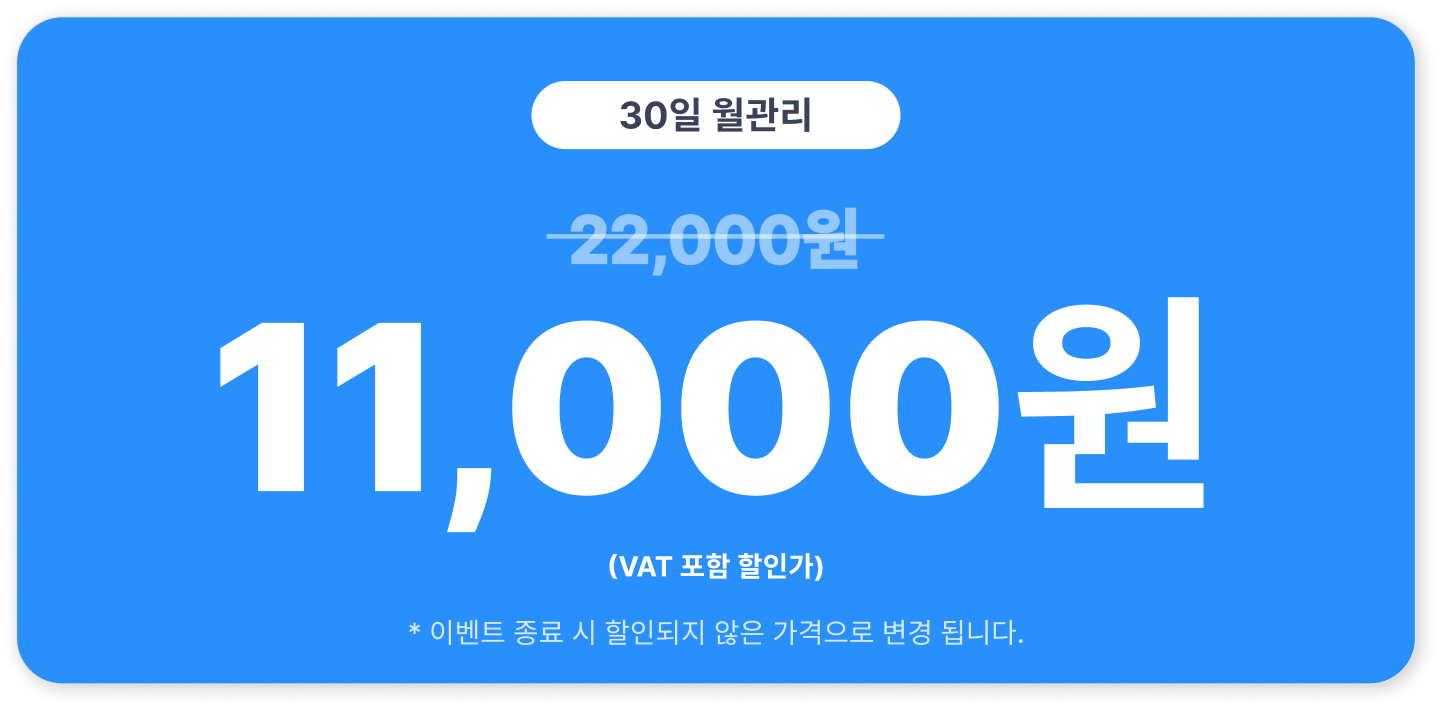 30일 월관리
22,000원
11,000원
(VAT 포함 할인가)
* 이벤트 종료 시 할인되지 않은 가격으로 변경 됩니다.